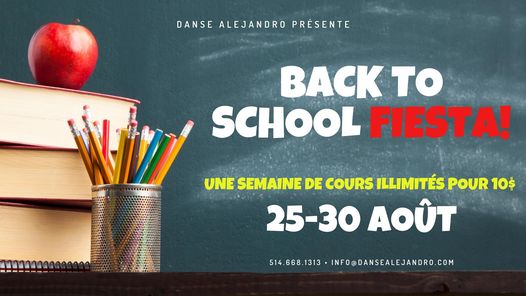 DANSE ALEJANDRO PRÉSENTE
BACK TO
SCHOOL FIESTA!
UNE SEMAINE DE COURS ILLIMITÉS POUR 10$
25-30 AOÛT
514.668.1313 • INFO@DANSEALEJANDRO.COM